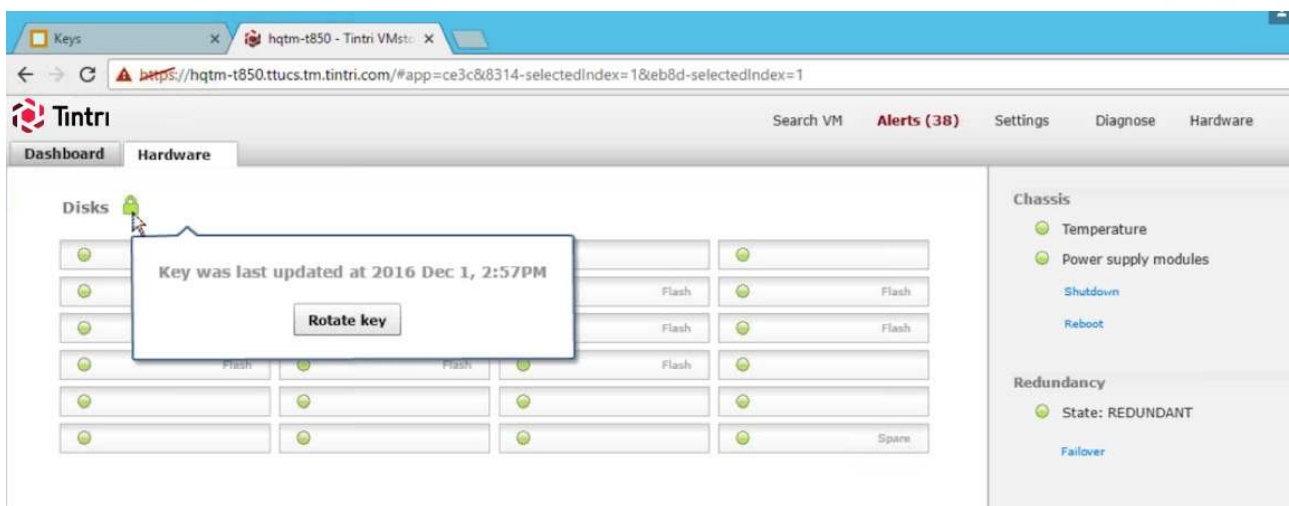 2
Keys
hqtm-t850 - Tintri VMsto
https://hqtm-t850.ttucs.tm.tintri.com/#app=ce3c&8314-selectedIndex=1&eb8d-selectedIndex=1
Tintri
Search VM Alerts (38) Settings Diagnose Hardware
Dashboard Hardware
Disks
Key was last updated at 2016 Dec 1, 2:57PM
Rotate key
Flash Flash
Flash Flash
Flash Flash Flash
Spare
Chassis
Temperature
Power supply modules
Shutdown
Reboot
Redundancy
State: REDUNDANT
Failover